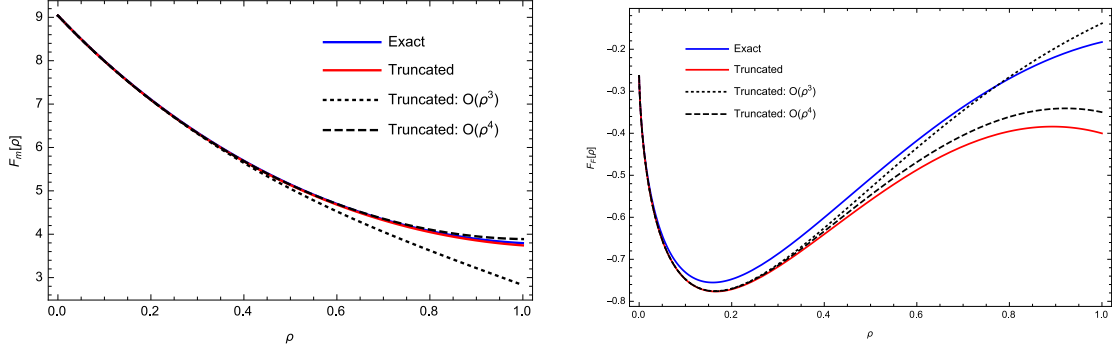 9
8
7
6
5
4
3
0.0 0.2 0.4 0.6 0.8 1.0
F_m[ρ]
ρ
Exact
Truncated
Truncated: O(ρ³)
Truncated: O(ρ⁴)
-0.2
-0.3
-0.4
-0.5
-0.6
-0.7
-0.8
0.0 0.2 0.4 0.6 0.8 1.0
F_F[ρ]
ρ
Exact
Truncated
Truncated: O(ρ³)
Truncated: O(ρ⁴)